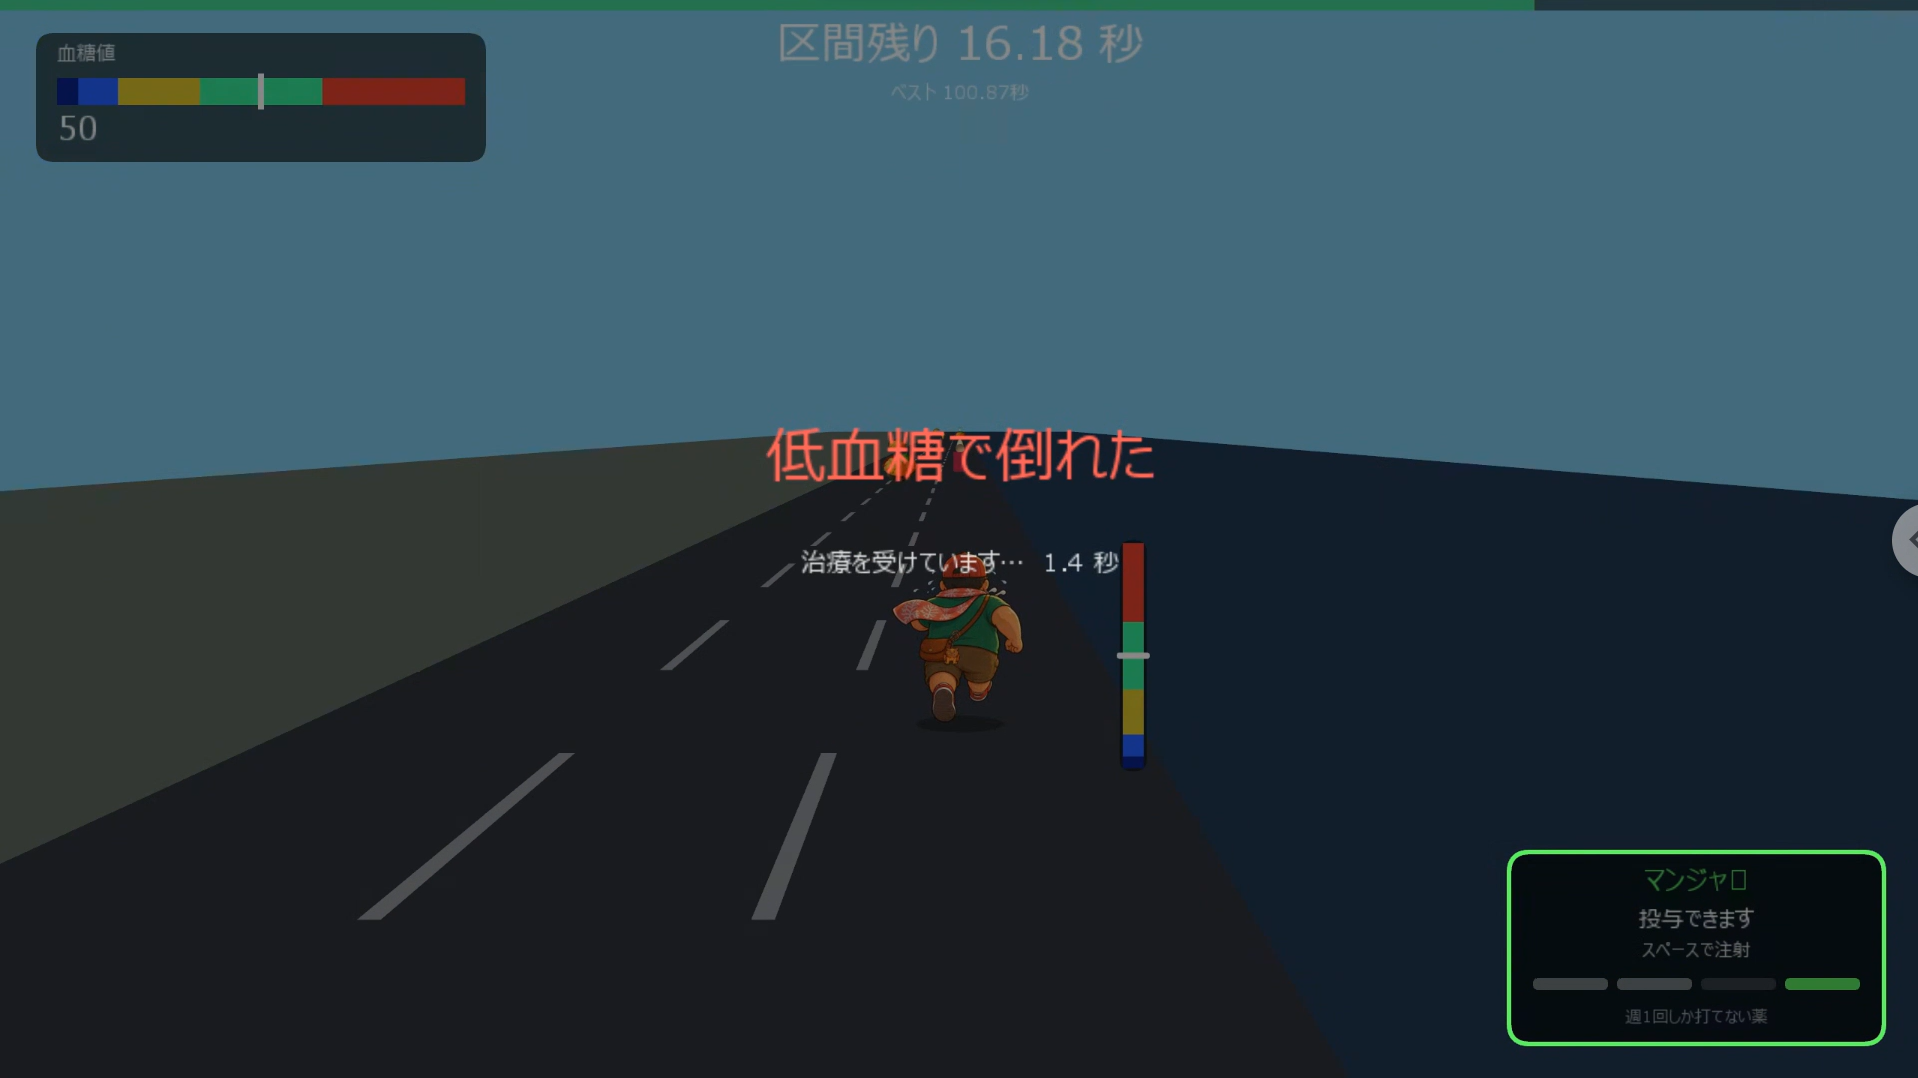 区間残り 16.18 秒
ベスト 100.87秒
血糖値
50
低血糖で倒れた
治療を受けています… 1.4 秒
マンジャ□
投与できます
スペースで注射
週1回しか打てない薬